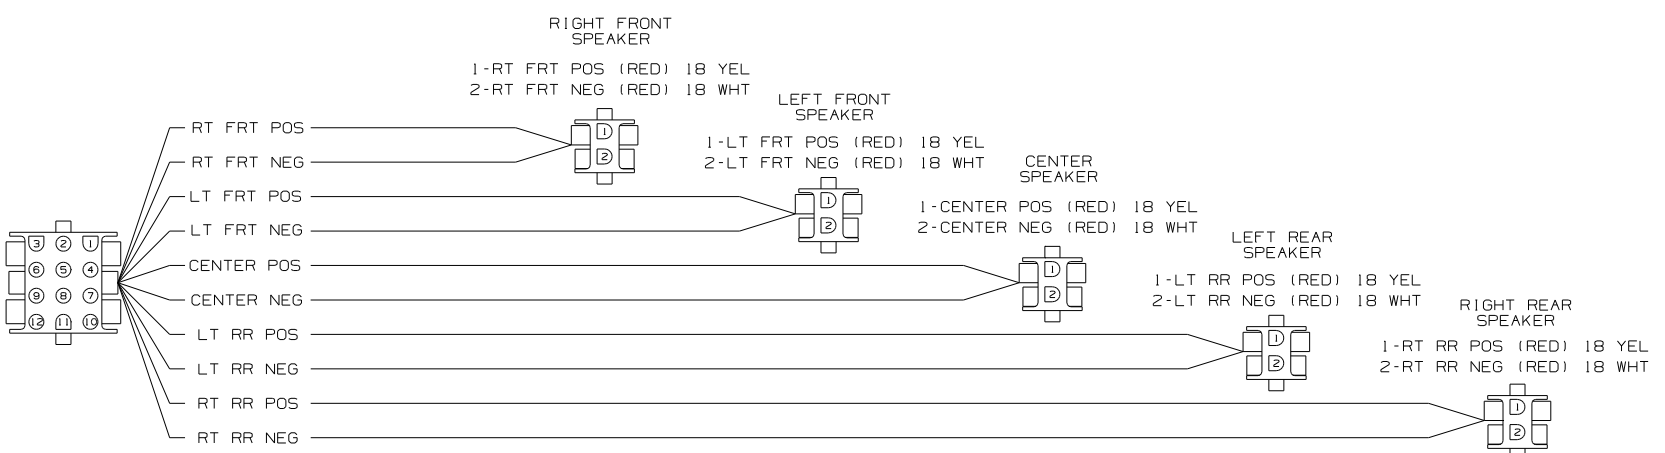 RIGHT FRONT
SPEAKER
1-RT FRT POS (RED) 18 YEL
2-RT FRT NEG (RED) 18 WHT
LEFT FRONT
SPEAKER
1-LT FRT POS (RED) 18 YEL
2-LT FRT NEG (RED) 18 WHT
CENTER
SPEAKER
1-CENTER POS (RED) 18 YEL
2-CENTER NEG (RED) 18 WHT
LEFT REAR
SPEAKER
1-LT RR POS (RED) 18 YEL
2-LT RR NEG (RED) 18 WHT
RIGHT REAR
SPEAKER
1-RT RR POS (RED) 18 YEL
2-RT RR NEG (RED) 18 WHT
RT FRT POS
RT FRT NEG
LT FRT POS
LT FRT NEG
CENTER POS
CENTER NEG
LT RR POS
LT RR NEG
RT RR POS
RT RR NEG
3 2 1
6 5 4
9 8 7
12 11 10
1
2
1
2
1
2
1
2
1
2